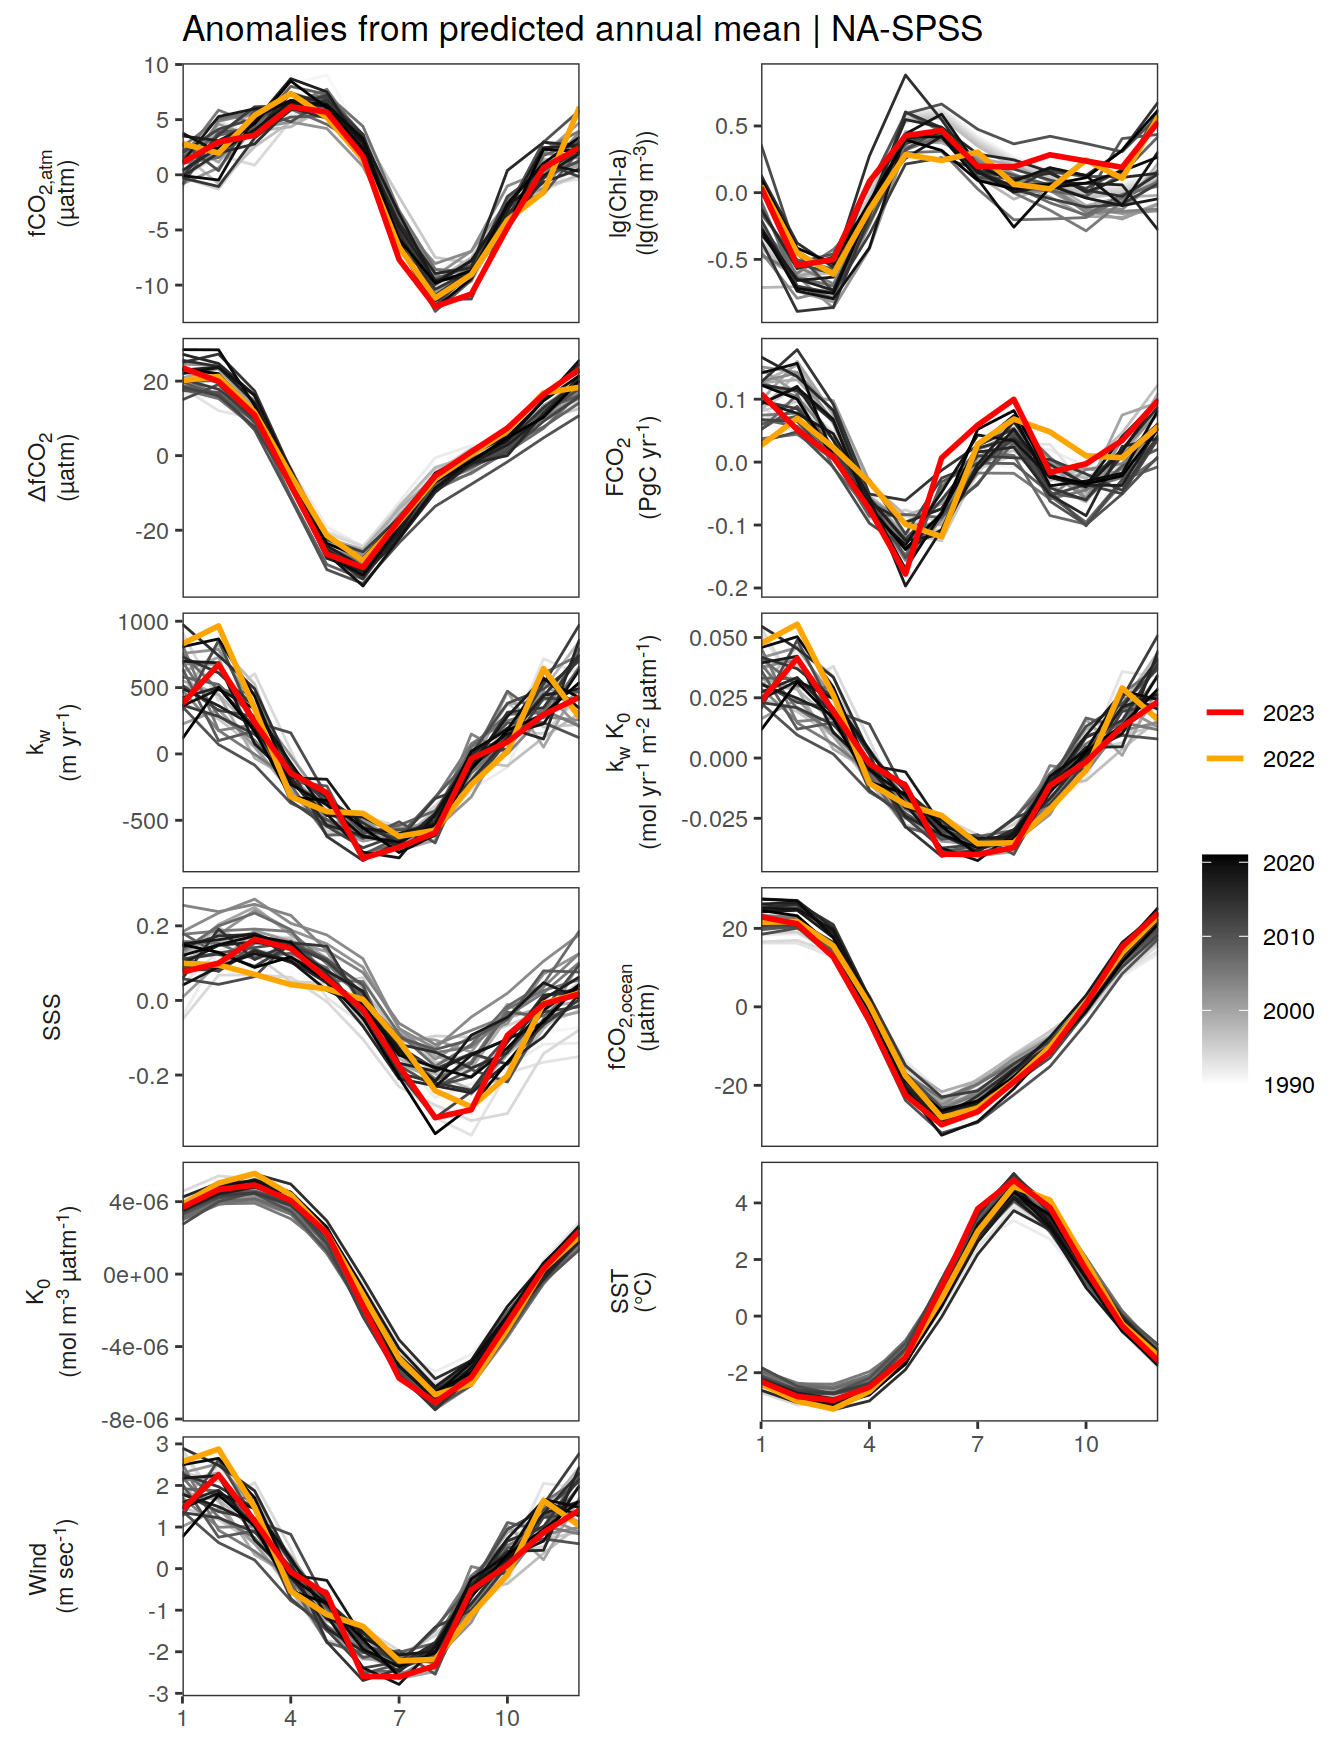 Anomalies from predicted annual mean | NA-SPSS
fCO2,atm
(µatm)
10
5
0
-5
-10
lg(Chl-a)
(lg(mg m-3))
0.5
0.0
-0.5
ΔfCO2
(µatm)
20
0
-20
FCO2
(PgC yr-1)
0.1
0.0
-0.1
-0.2
kw
(m yr-1)
1000
500
0
-500
kw K0
(mol yr-1 m-2 µatm-1)
0.050
0.025
0.000
-0.025
SSS
0.2
0.0
-0.2
fCO2,ocean
(µatm)
20
0
-20
K0
(mol m-3 µatm-1)
4e-06
0e+00
-4e-06
-8e-06
SST
(°C)
4
2
0
-2
1 4 7 10
Wind
(m sec-1)
3
2
1
0
-1
-2
-3
1 4 7 10
2023
2022
2020
2010
2000
1990